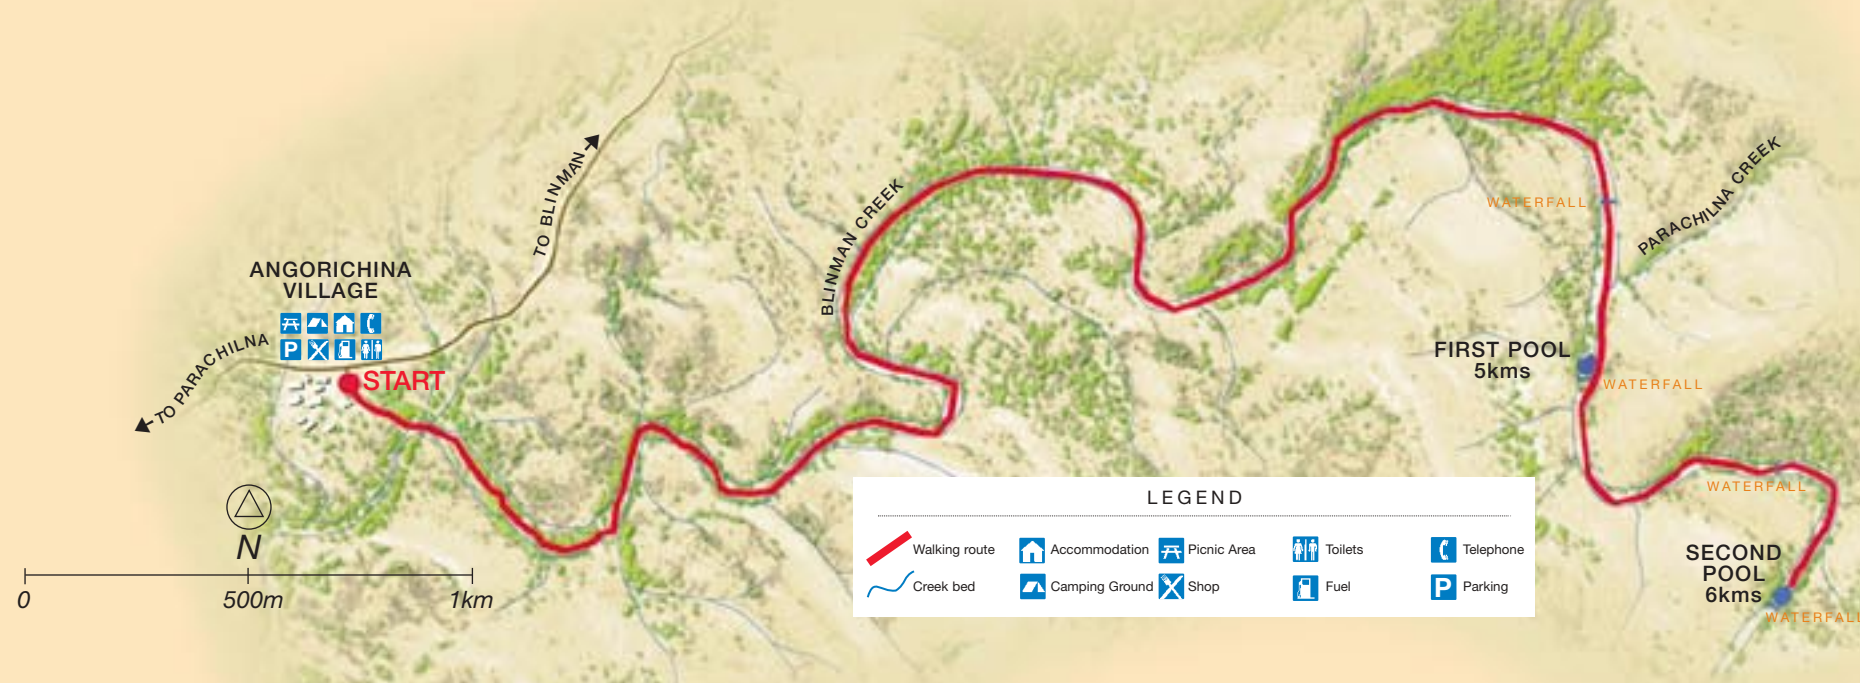 TO BLINMAN
ANGORICHINA
VILLAGE
P
TO PARACHILNA
START
BLINMAN CREEK
WATERFALL
PARACHILNA CREEK
FIRST POOL
5kms
WATERFALL
WATERFALL
SECOND
POOL
6kms
WATERFALL
N
0 500m 1km
LEGEND
Walking route Accommodation Picnic Area Toilets Telephone
Creek bed Camping Ground Shop Fuel P Parking